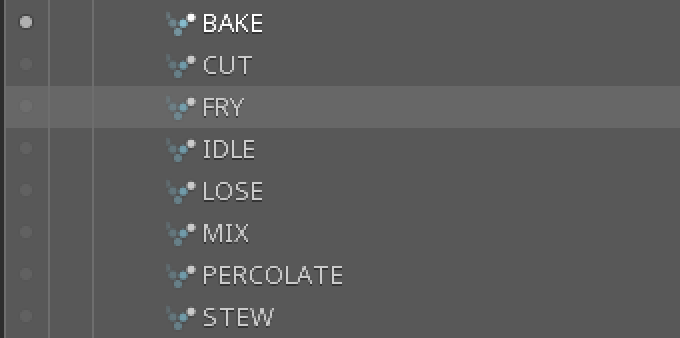 BAKE
CUT
FRY
IDLE
LOSE
MIX
PERCOLATE
STEW